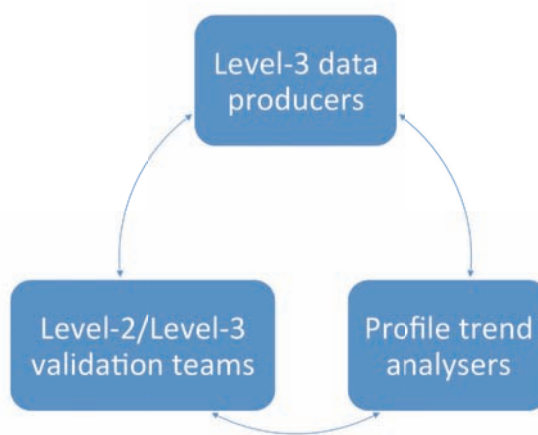 Level-3 data
producers
Level-2/Level-3
validation teams
Profile trend
analysers